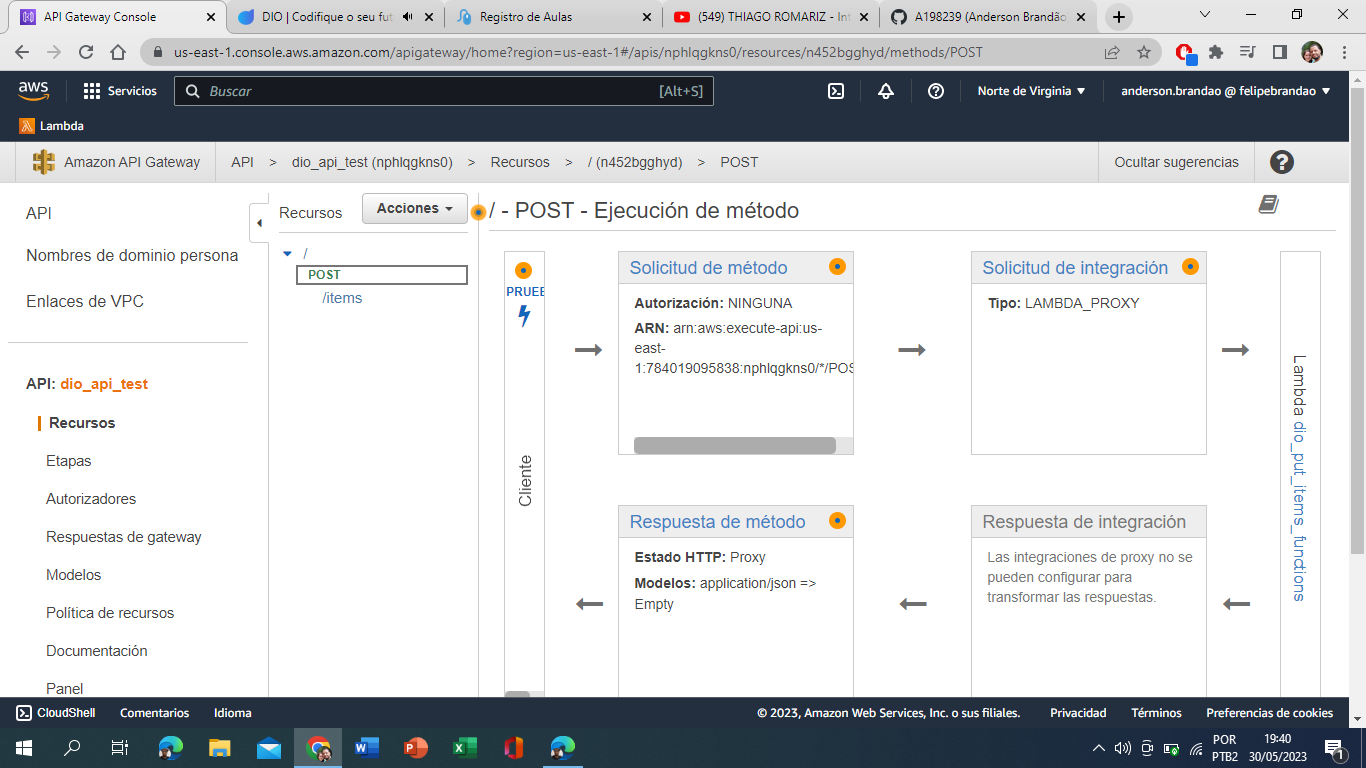 API Gateway Console
DIO | Codifique o seu fut
Registro de Aulas
(549) THIAGO ROMARIZ - Int
A198239 (Anderson Brandão)
us-east-1.console.aws.amazon.com/apigateway/home?region=us-east-1#/apis/nphlqgkns0/resources/n452bgghyd/methods/POST
aws
Servicios
Buscar
[Alt+S]
Norte de Virginia
anderson.brandao @ felipebrandao
Lambda
Amazon API Gateway
API > dio_api_test (nphlqgkns0) > Recursos > / (n452bgghyd) > POST
Ocultar sugerencias
API
Nombres de dominio persona
Enlaces de VPC
API: dio_api_test
Recursos
Etapas
Autorizadores
Respuestas de gateway
Modelos
Política de recursos
Documentación
Panel
Recursos
Acciones
/
POST
/items
/ - POST - Ejecución de método
PRUEB
Cliente
Solicitud de método
Autorización: NINGUNA
ARN: arn:aws:execute-api:us-
east-
1:784019095838:nphlqgkns0/*/POS
Solicitud de integración
Tipo: LAMBDA_PROXY
Lambda dio_put_items_functions
Respuesta de método
Estado HTTP: Proxy
Modelos: application/json =>
Empty
Respuesta de integración
Las integraciones de proxy no se
pueden configurar para
transformar las respuestas.
CloudShell
Comentarios
Idioma
© 2023, Amazon Web Services, Inc. o sus filiales.
Privacidad
Términos
Preferencias de cookies
POR
PTB2
19:40
30/05/2023
1